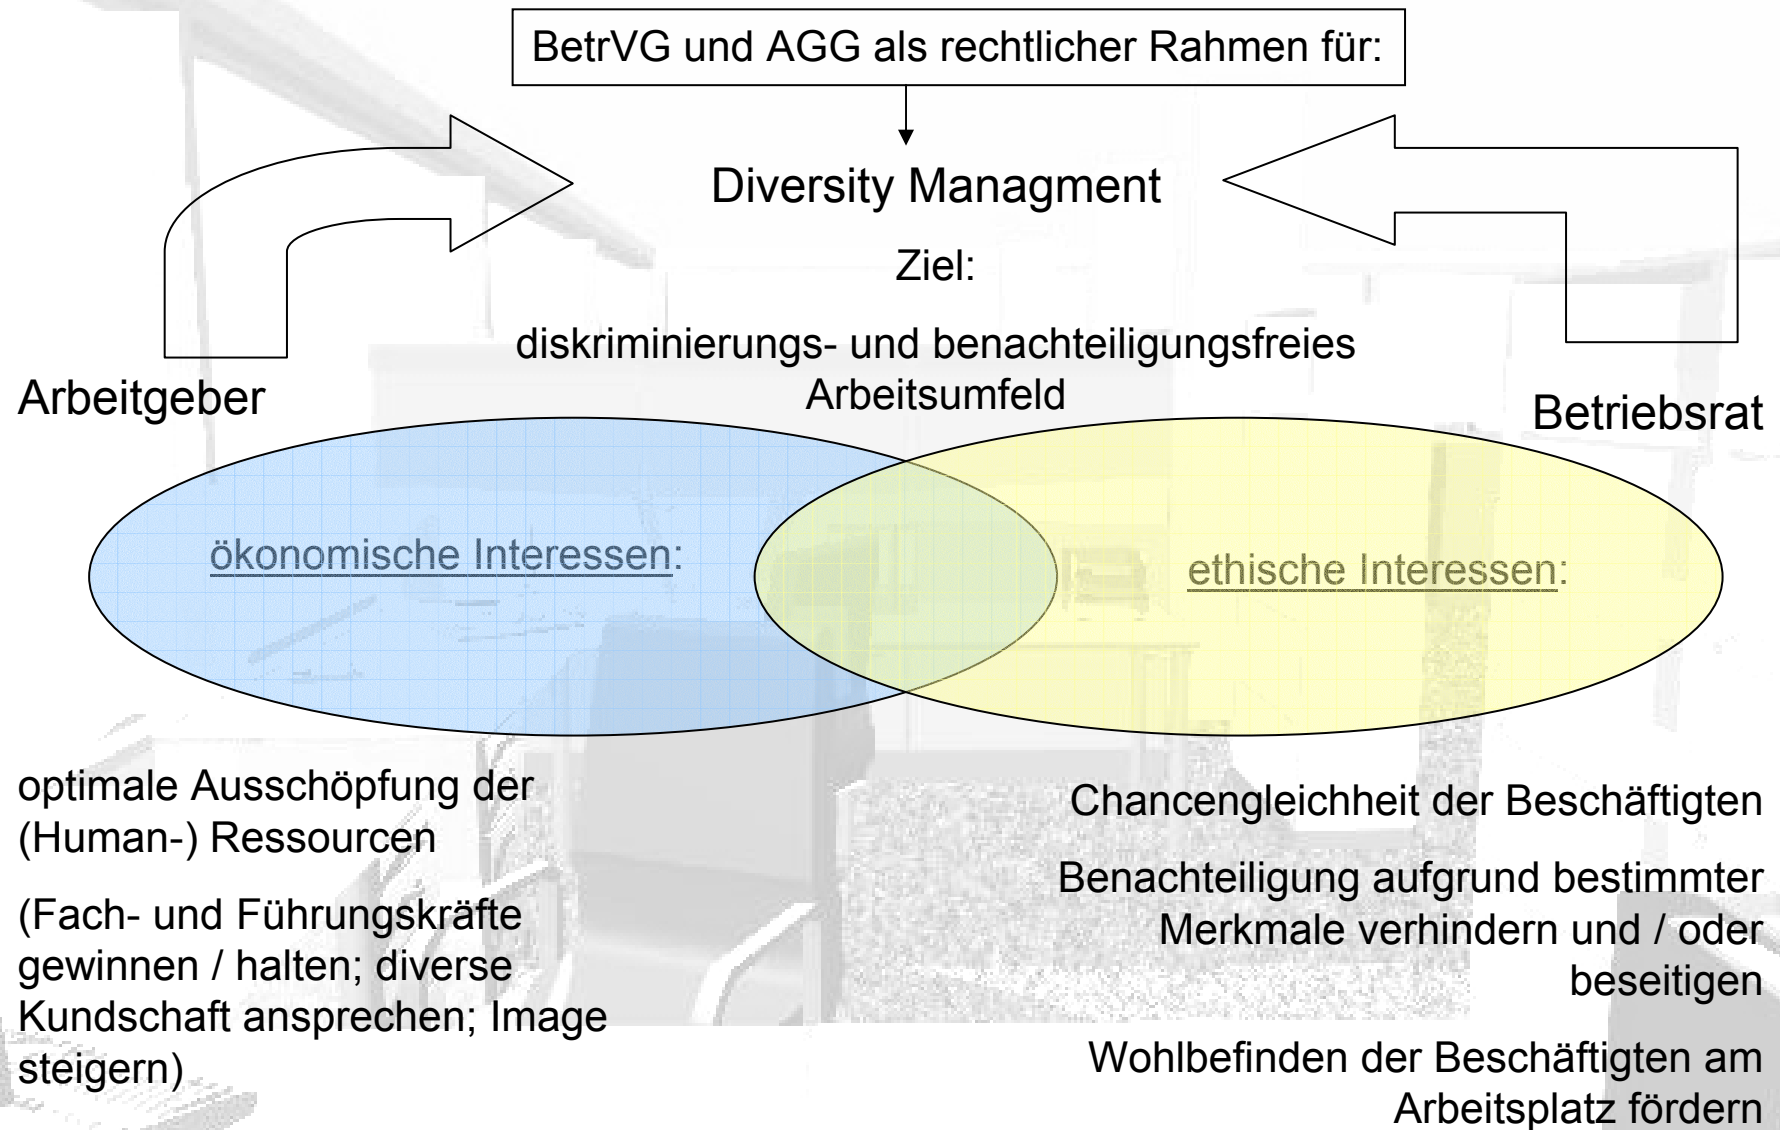 BetrVG und AGG als rechtlicher Rahmen für:
Diversity Managment
Ziel:
diskriminierungs- und benachteiligungsfreies
Arbeitsumfeld
Arbeitgeber
Betriebsrat
ökonomische Interessen:
ethische Interessen:
optimale Ausschöpfung der
(Human-) Ressourcen
(Fach- und Führungskräfte
gewinnen / halten; diverse
Kundschaft ansprechen; Image
steigern)
Chancengleichheit der Beschäftigten
Benachteiligung aufgrund bestimmter
Merkmale verhindern und / oder
beseitigen
Wohlbefinden der Beschäftigten am
Arbeitsplatz fördern